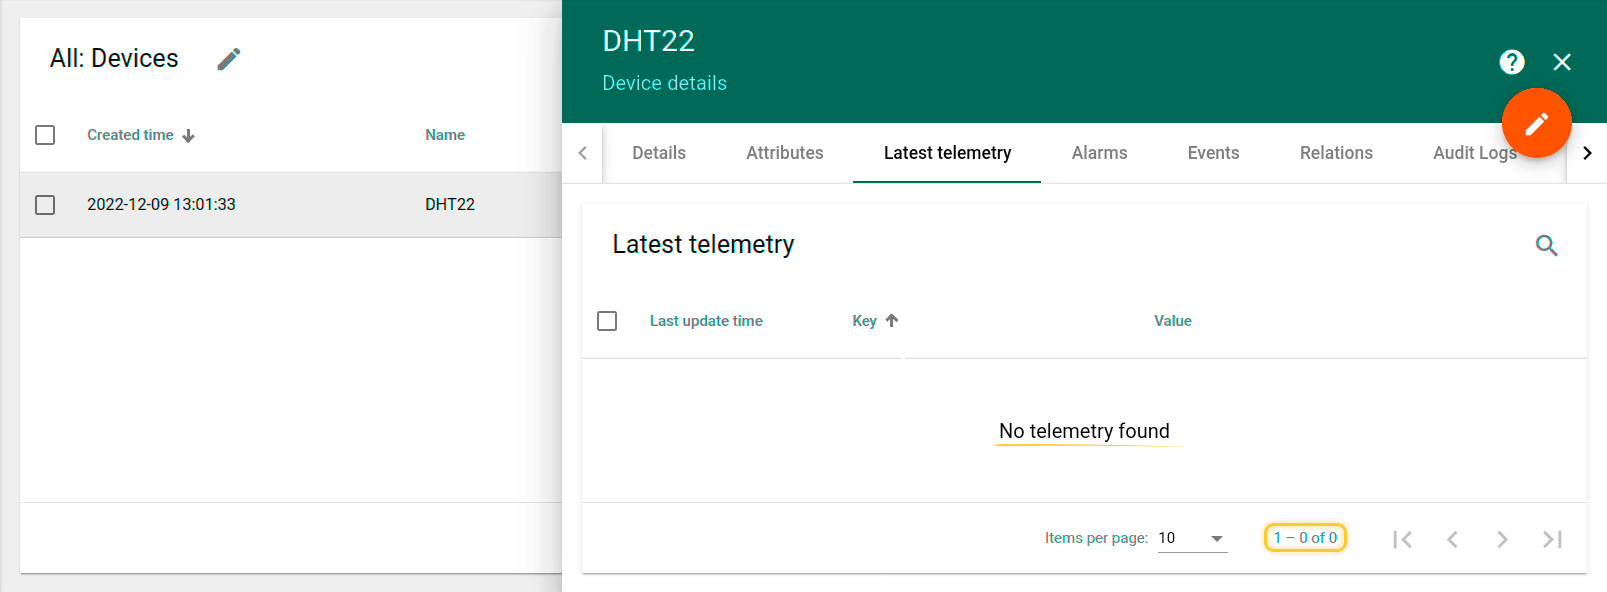 All: Devices
Created time
Name
2022-12-09 13:01:33
DHT22
DHT22
Device details
?
Details
Attributes
Latest telemetry
Alarms
Events
Relations
Audit Logs
Latest telemetry
Last update time
Key
Value
No telemetry found
Items per page: 10
1 – 0 of 0